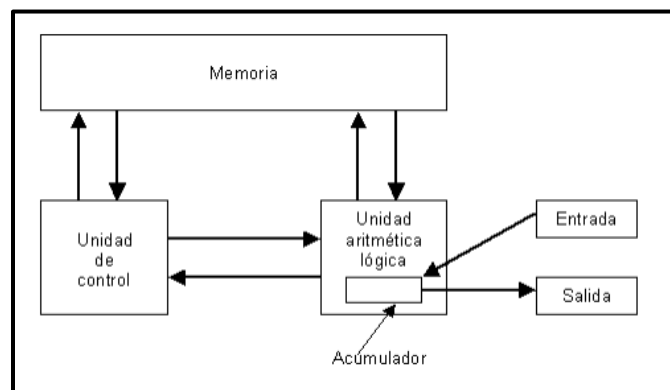 Memoria
Unidad
de
control
Unidad
aritmética
lógica
Entrada
Salida
Acumulador